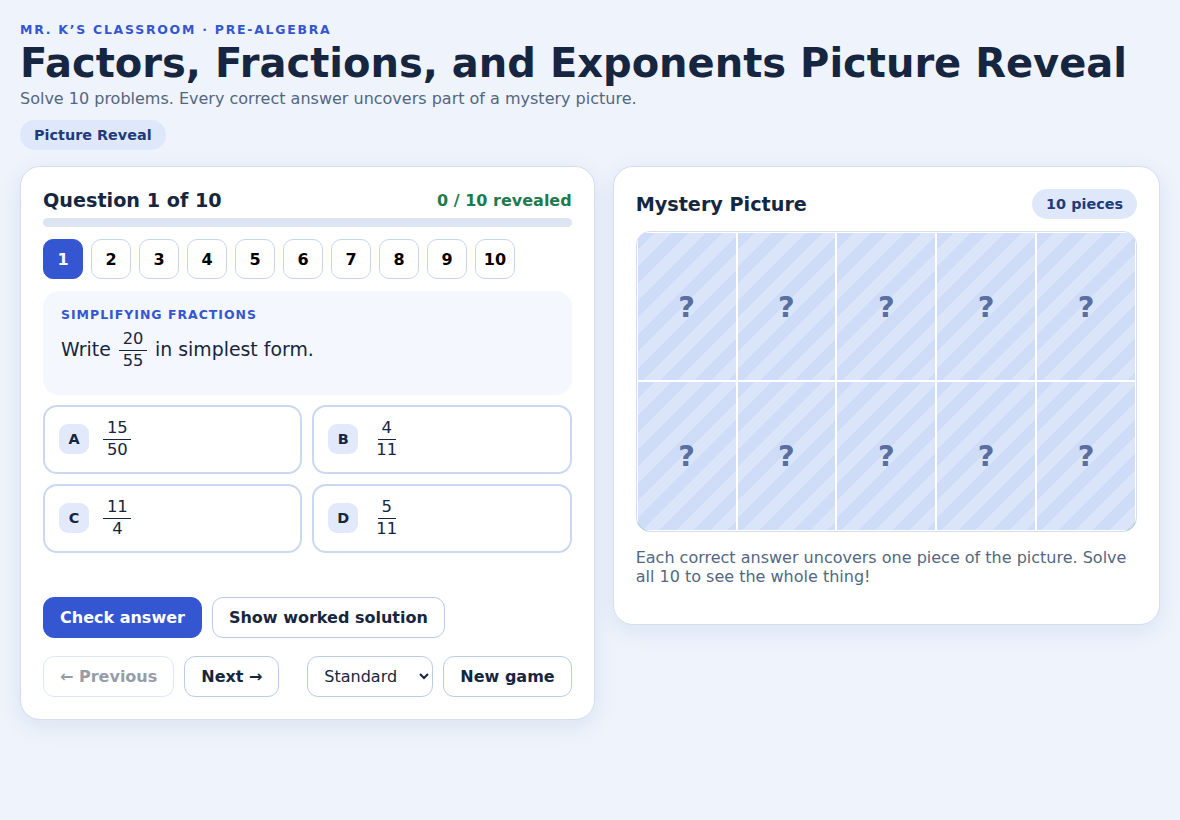 MR. K’S CLASSROOM · PRE-ALGEBRA
Factors, Fractions, and Exponents Picture Reveal
Solve 10 problems. Every correct answer uncovers part of a mystery picture.
Picture Reveal
Question 1 of 10
0 / 10 revealed
1 2 3 4 5 6 7 8 9 10
SIMPLIFYING FRACTIONS
Write 20/55 in simplest form.
A 15/50
B 4/11
C 11/4
D 5/11
Check answer
Show worked solution
← Previous
Next →
Standard
New game
Mystery Picture
10 pieces
? ? ? ? ?
? ? ? ? ?
Each correct answer uncovers one piece of the picture. Solve
all 10 to see the whole thing!